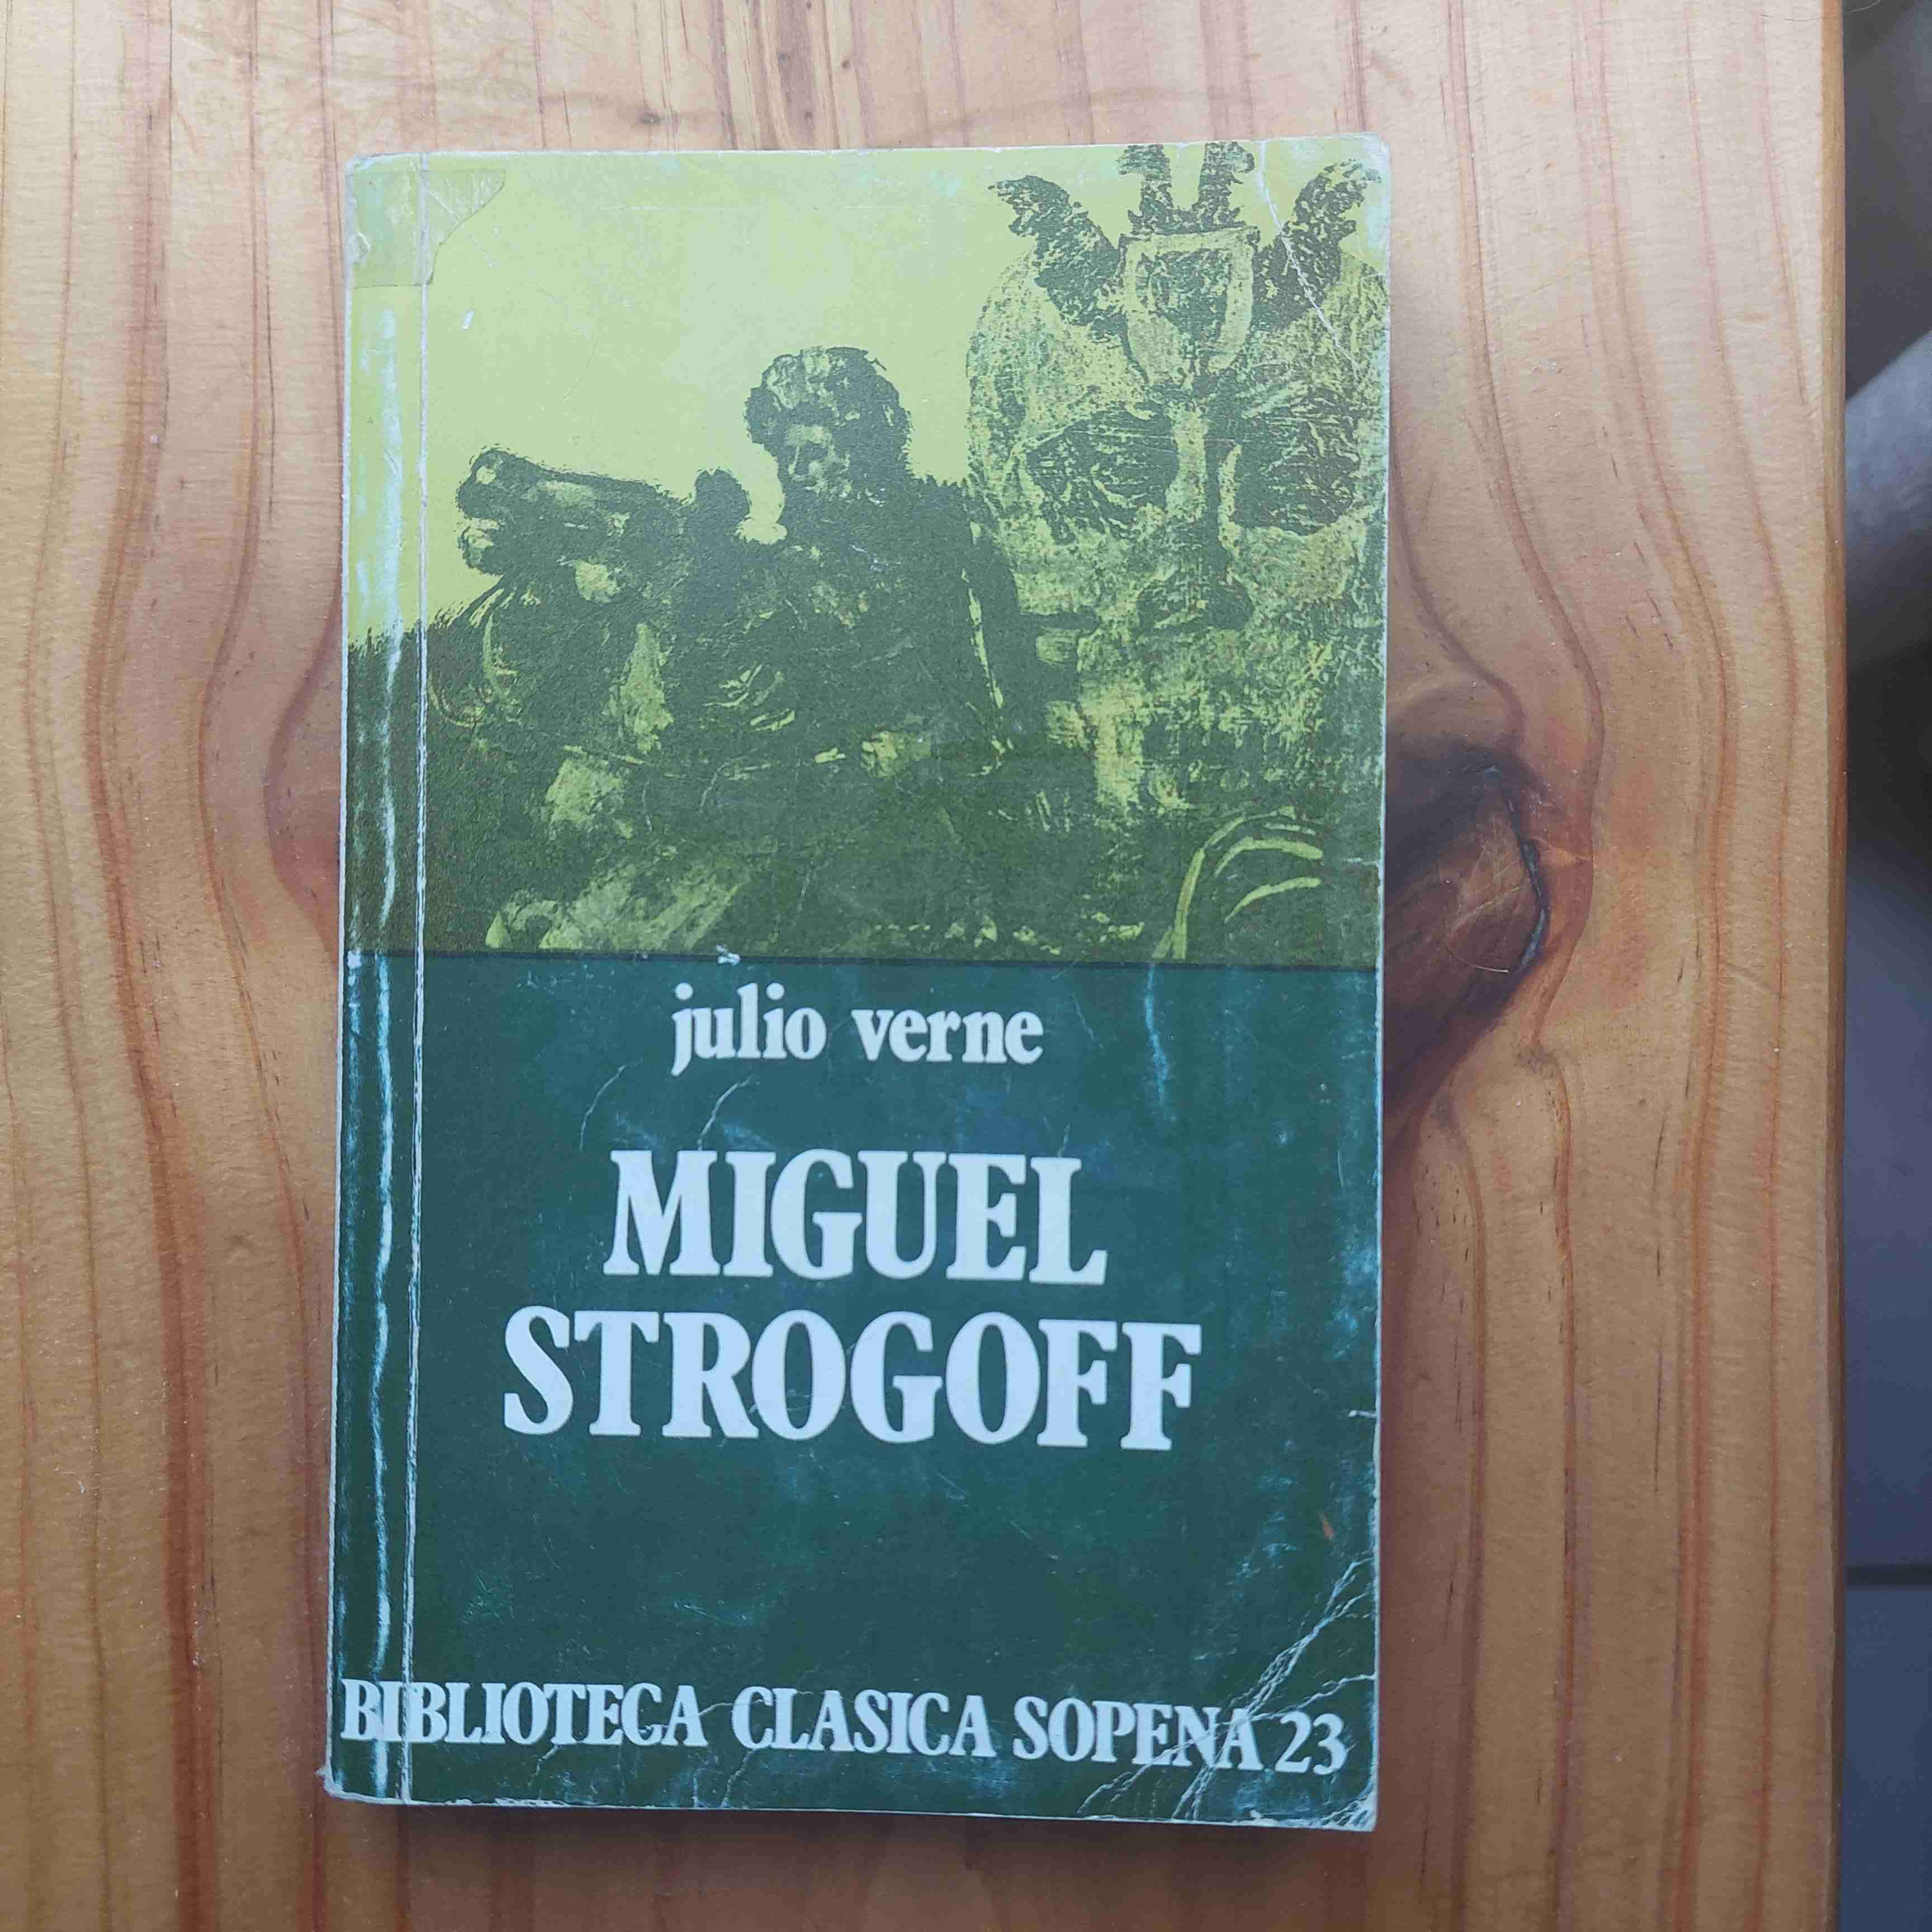 julio verne
MIGUEL
STROGOFF
BIBLIOTECA CLASICA SOPENA 23